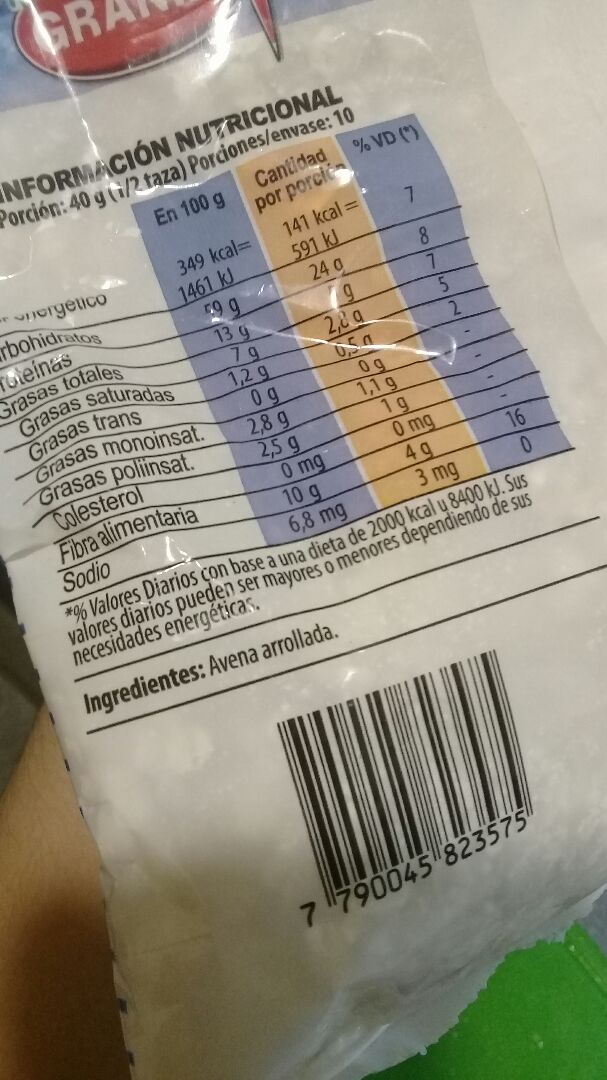 GRAN
INFORMACIÓN NUTRICIONAL
Porción: 40 g (1/2 taza) Porciones/envase: 10
En 100 g Cantidad por porción % VD (*)
energético 349 kcal= 1461 kJ 141 kcal= 591 kJ 7
rbohidratos 59 g 24 g 8
roteínas 13 g g 7
Grasas totales 7 g 2,8 g 5
Grasas saturadas 1,2 g 0,5 g 2
Grasas trans 0 g 0 g -
Grasas monoinsat. 2,8 g 1,1 g -
Grasas poliinsat. 2,5 g 1 g -
Colesterol 0 mg 0 mg -
Fibra alimentaria 10 g 4 g 16
Sodio 6,8 mg 3 mg 0
*% Valores Diarios con base a una dieta de 2000 kcal u 8400 kJ. Sus
valores diarios pueden ser mayores o menores dependiendo de sus
necesidades energéticas.
Ingredientes: Avena arrollada.
7 790045 823575